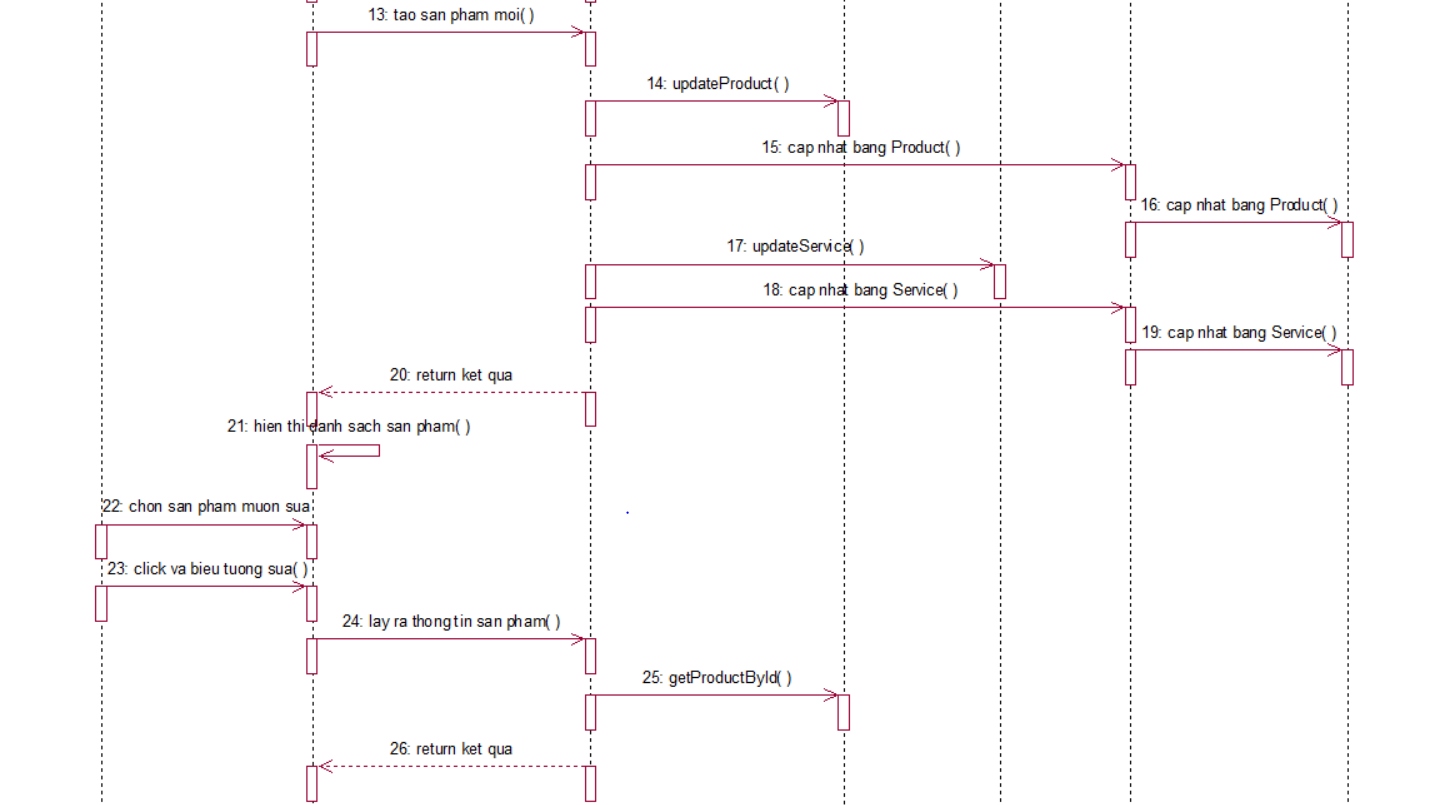 13: tao san pham moi( )
14: updateProduct( )
15: cap nhat bang Product( )
16: cap nhat bang Product( )
17: updateService( )
18: cap nhat bang Service( )
19: cap nhat bang Service( )
20: return ket qua
21: hien thi danh sach san pham( )
22: chon san pham muon sua
23: click va bieu tuong sua( )
24: lay ra thong tin san pham( )
25: getProductById( )
26: return ket qua